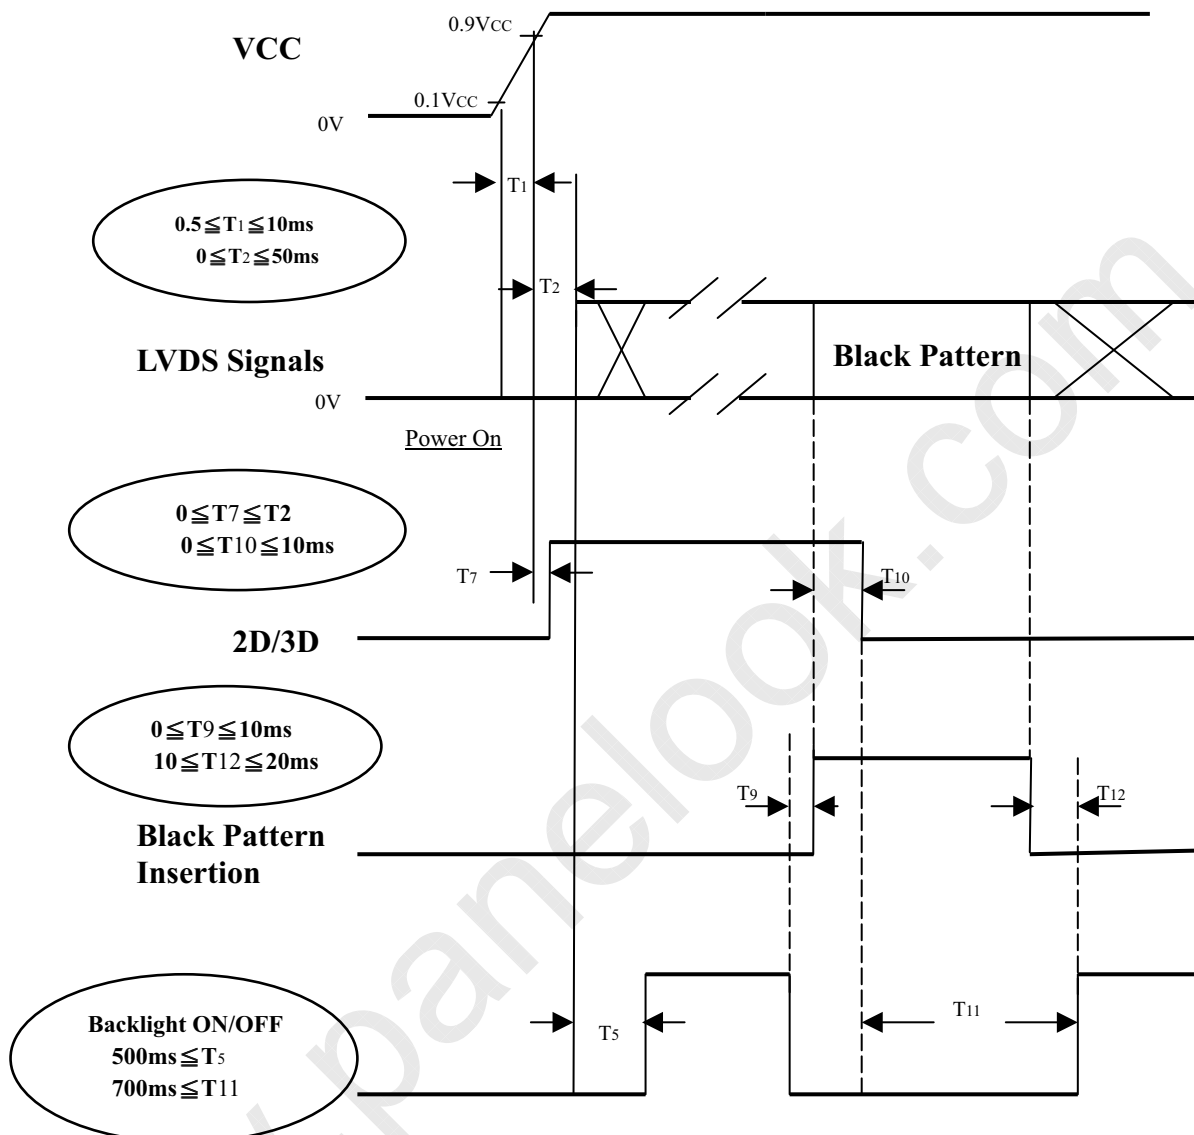 0.9VCC
VCC
0.1VCC
0V
T1
0.5≦T1≦10ms
0≦T2≦50ms
T2
LVDS Signals
Black Pattern
0V
Power On
0≦T7≦T2
0≦T10≦10ms
T7
T10
2D/3D
0≦T9≦10ms
10≦T12≦20ms
T9
T12
Black Pattern
Insertion
Backlight ON/OFF
500ms≦T5
700ms≦T11
T5
T11
panelook.com